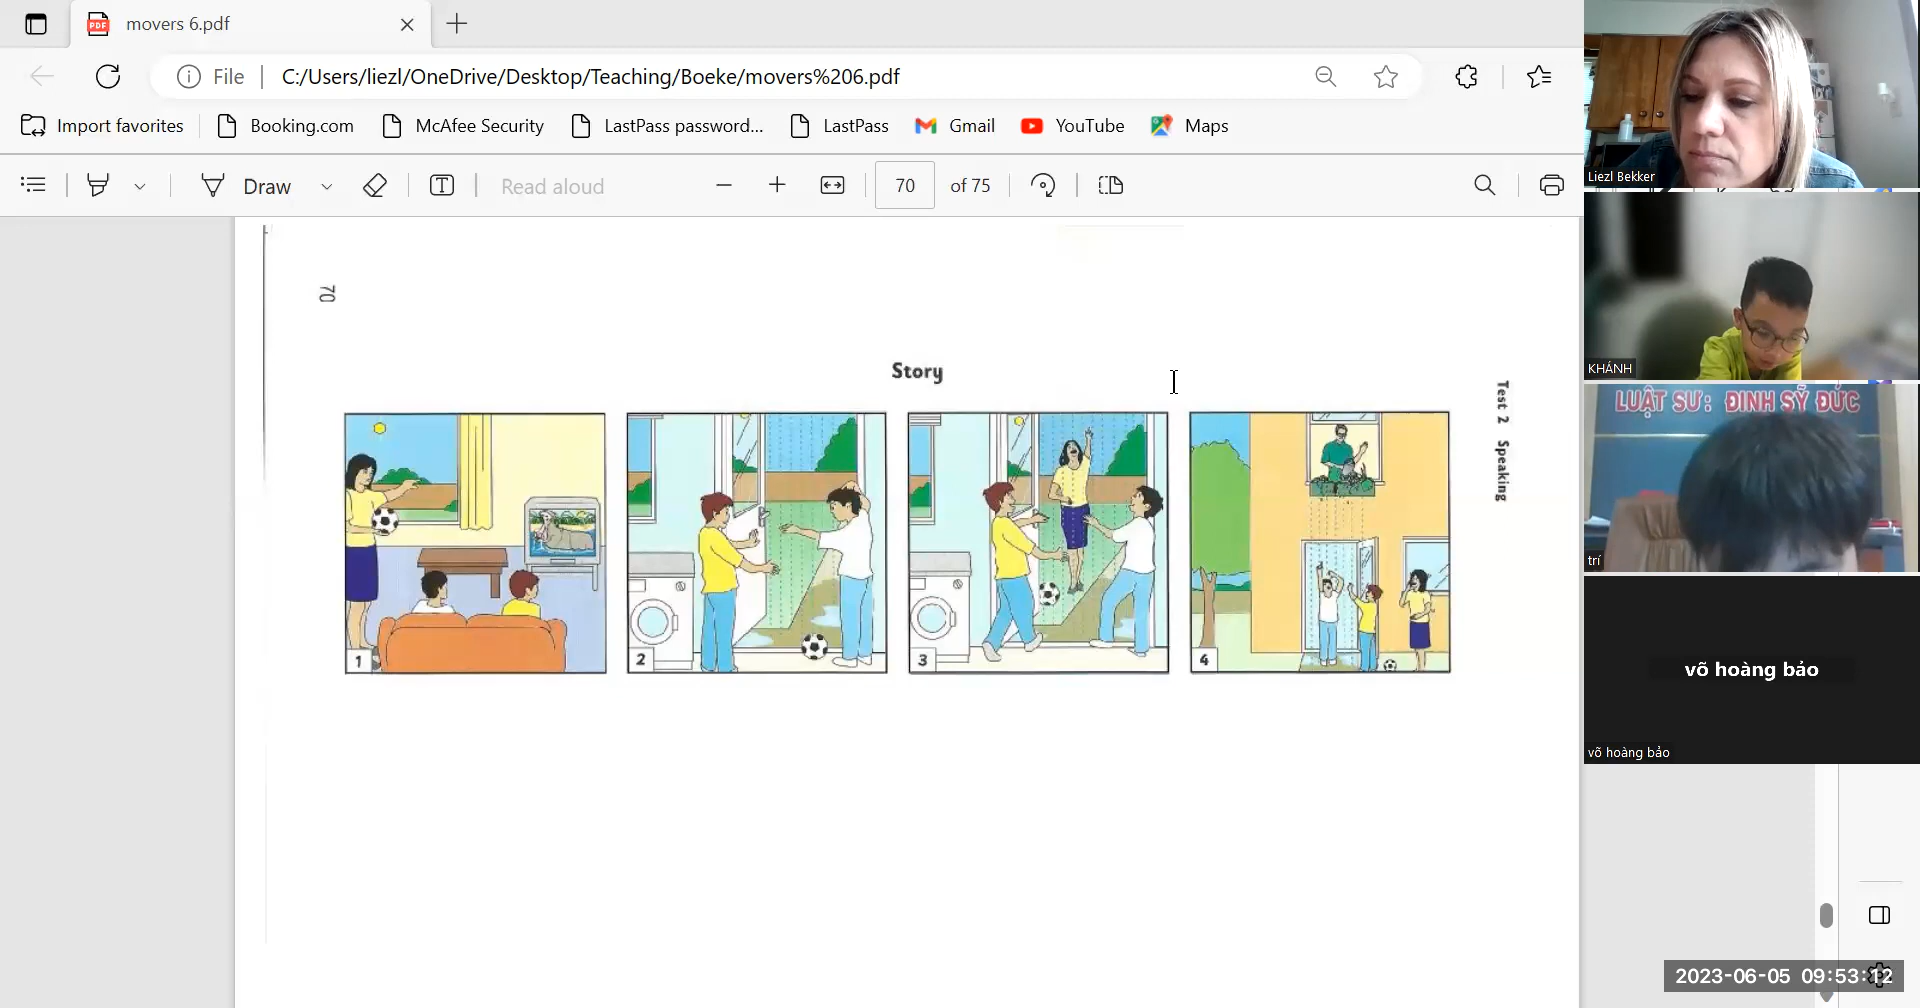 movers 6.pdf
File
C:/Users/liezl/OneDrive/Desktop/Teaching/Boeke/movers%206.pdf
Import favorites
Booking.com
McAfee Security
LastPass password...
LastPass
Gmail
YouTube
Maps
Draw
Read aloud
70
of 75
70
Story
Test 2 Speaking
1
2
3
4
Liezl Bekker
KHÁNH
LUẬT SƯ: ĐINH SỸ ĐỨC
trí
võ hoàng bảo
võ hoàng bảo
2023-06-05 09:53:12